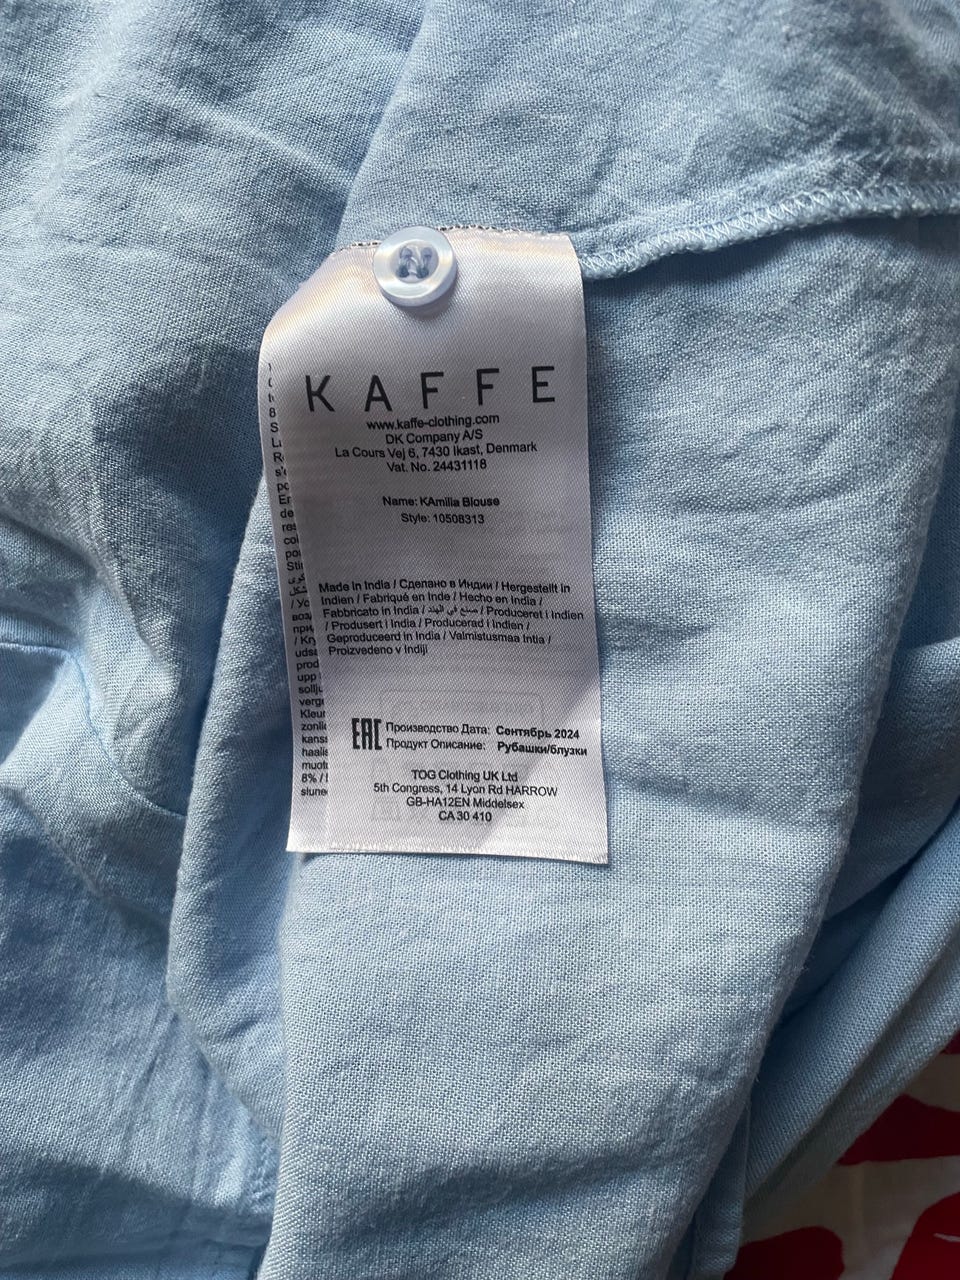 KAFFE
www.kaffe-clothing.com
DK Company A/S
La Cours Vej 6, 7430 Ikast, Denmark
Vat. No. 24431118
Name: KAmilla Blouse
Style: 10508313
Made in India / Сделано в Индии / Hergestellt in
Indien / Fabriqué en Inde / Hecho en India /
Fabbricato in India / صنع في الهند / Produceret i Indien
/ Produsert i India / Producerad i Indien /
Geproduceerd in India / Valmistusmaa Intia /
Proizvedeno v Indiji
EAC Производство Дата: Сентябрь 2024
Продукт Описание: Рубашки/блузки
TOG Clothing UK Ltd
5th Congress, 14 Lyon Rd HARROW
GB-HA12EN Middelsex
CA 30 410